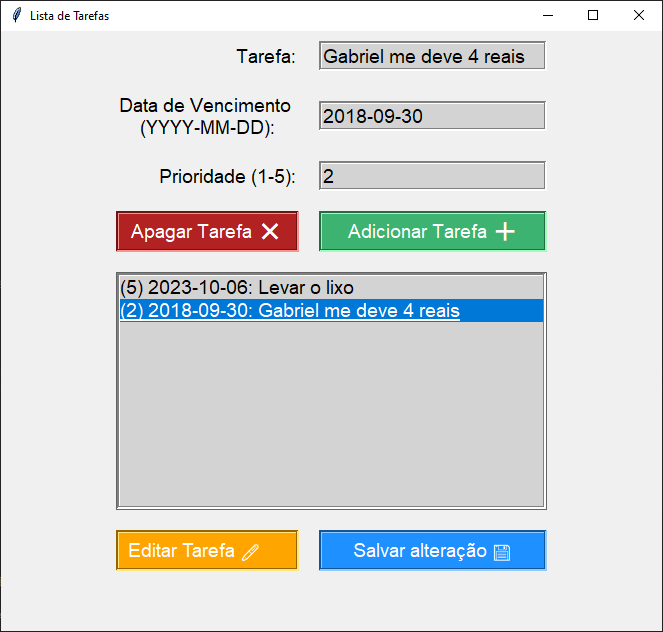 Lista de Tarefas
Tarefa: Gabriel me deve 4 reais
Data de Vencimento
(YYYY-MM-DD): 2018-09-30
Prioridade (1-5): 2
Apagar Tarefa Adicionar Tarefa
(5) 2023-10-06: Levar o lixo
(2) 2018-09-30: Gabriel me deve 4 reais
Editar Tarefa Salvar alteração